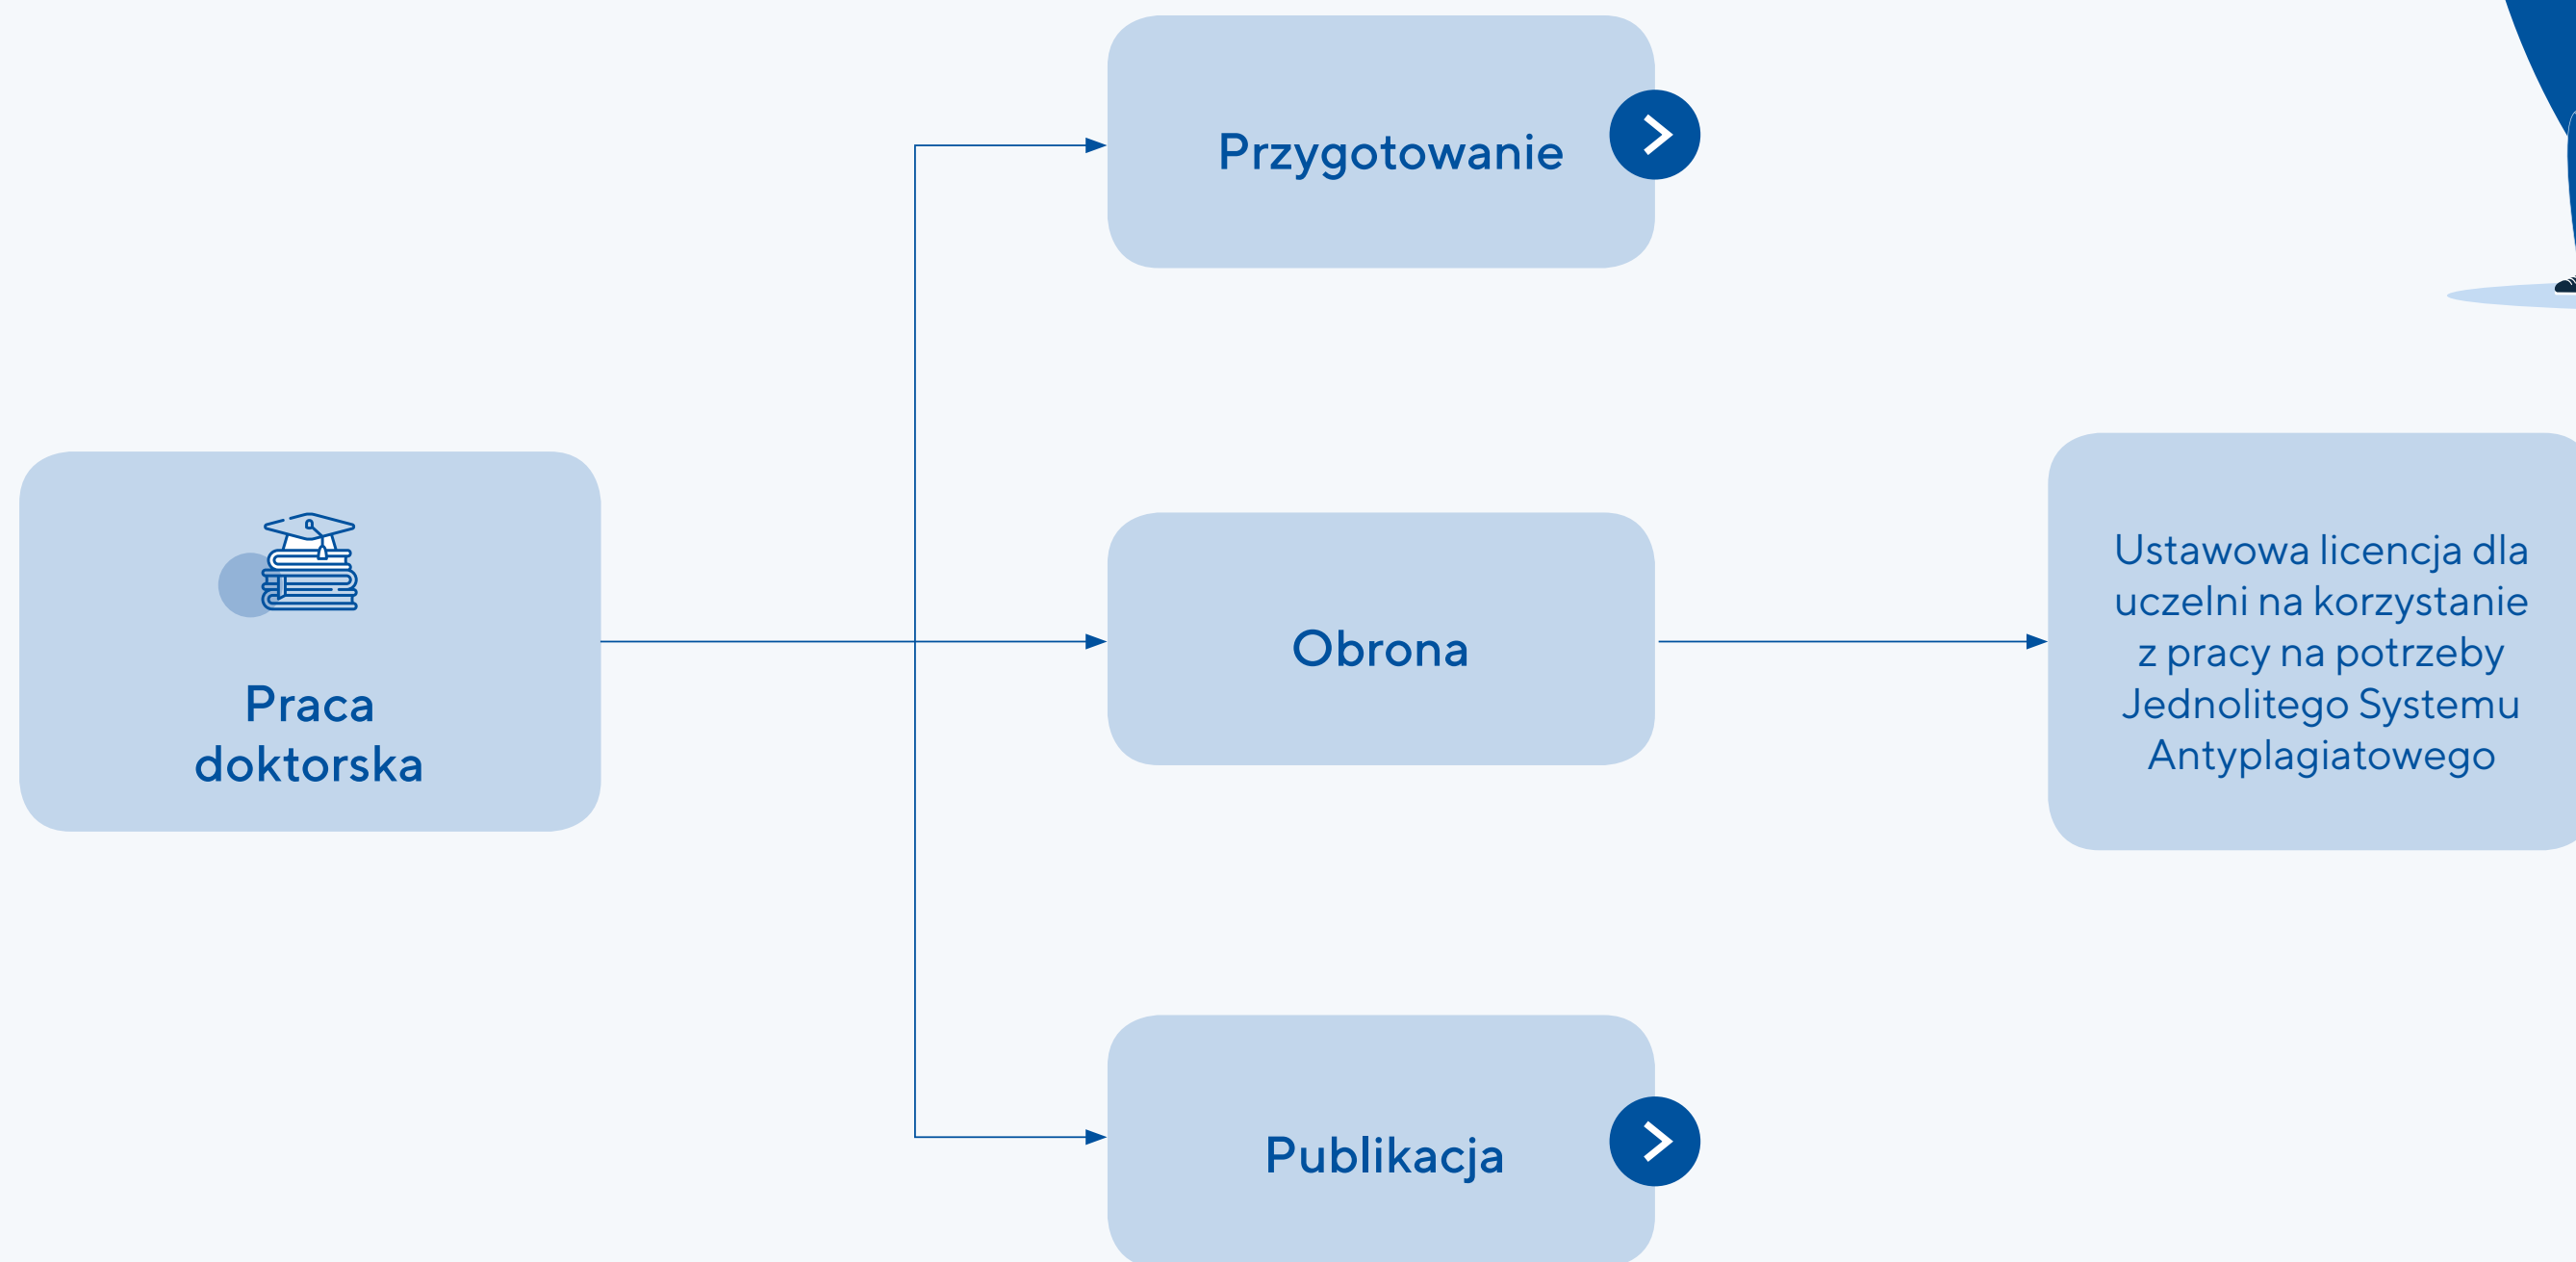 Przygotowanie
Praca
doktorska
Obrona
Ustawowa licencja dla
uczelni na korzystanie
z pracy na potrzeby
Jednolitego Systemu
Antyplagiatowego
Publikacja